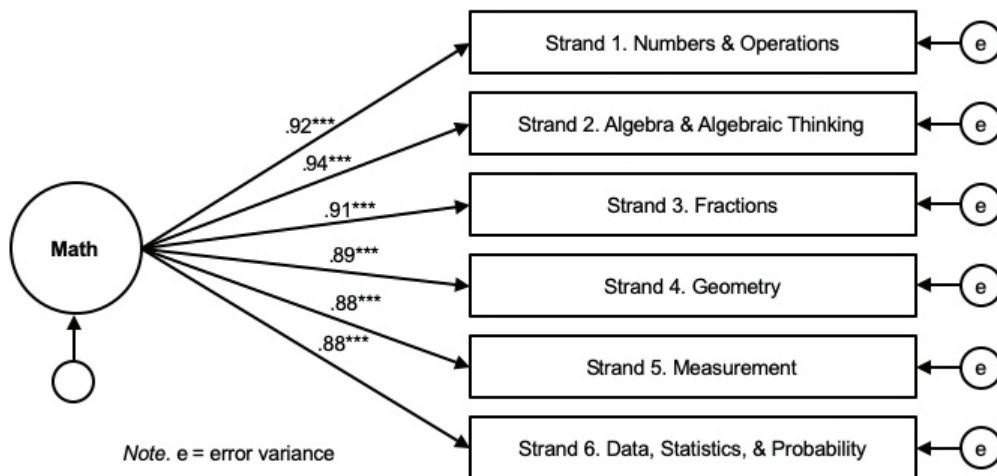 Strand 1. Numbers & Operations
e
.92***
Strand 2. Algebra & Algebraic Thinking
e
.94***
Strand 3. Fractions
e
.91***
Math
.89***
Strand 4. Geometry
e
.88***
Strand 5. Measurement
e
.88***
Strand 6. Data, Statistics, & Probability
e
Note. e = error variance